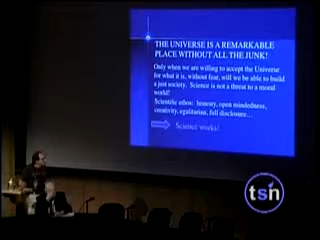 THE UNIVERSE IS A REMARKABLE
PLACE WITHOUT ALL THE JUNK!
Only when we are willing to accept the Universe
for what it is, without fear, will we be able to build
a just society. Science is not a threat to a moral
world!
Scientific ethos: honesty, open mindedness,
creativity, egalitarian, full disclosure…
Science works!
tsn